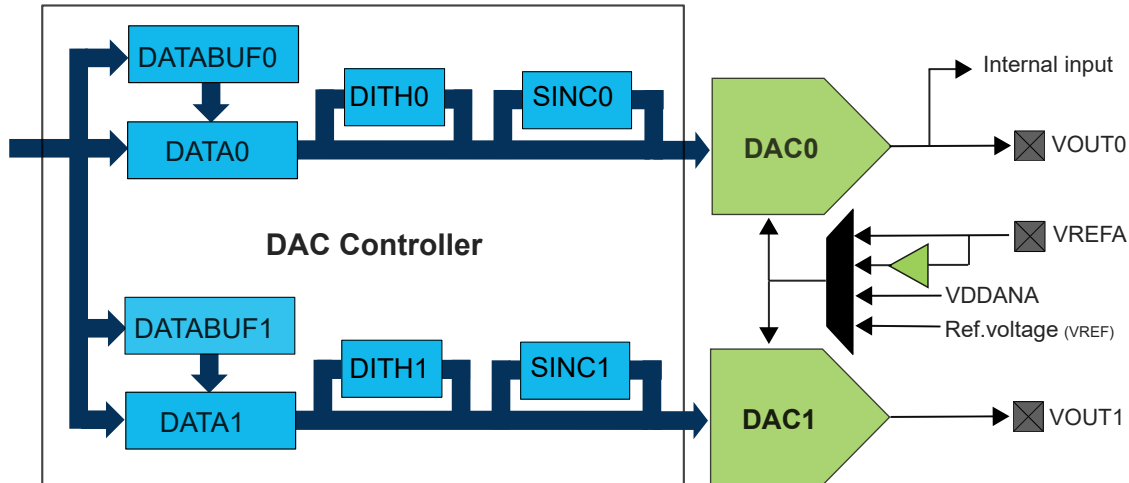 DATABUF0
Internal input
DITH0
SINC0
DATA0
DAC0
VOUT0
DAC Controller
VREFA
VDDANA
DATABUF1
Ref.voltage (VREF)
DITH1
SINC1
DATA1
DAC1
VOUT1